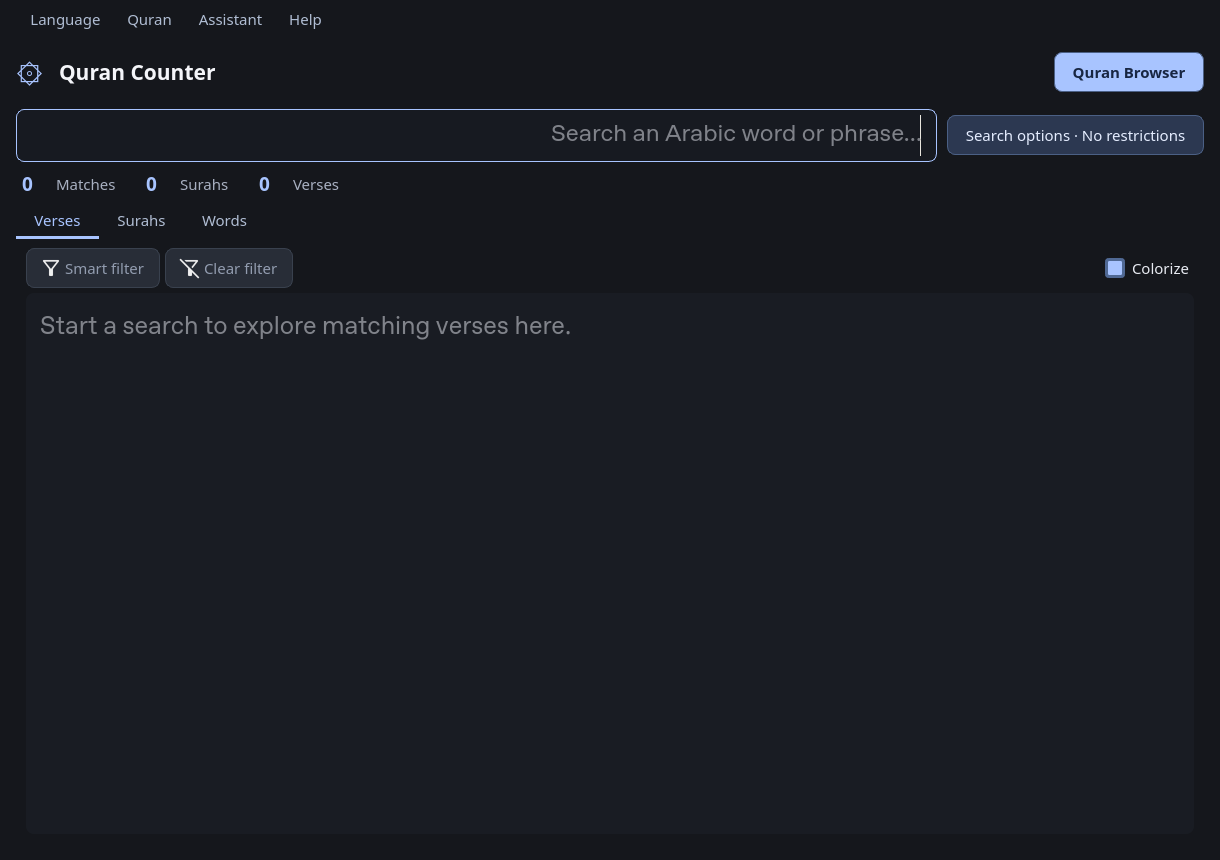 Language Quran Assistant Help
Quran Counter
Quran Browser
Search an Arabic word or phrase...
Search options · No restrictions
0 Matches 0 Surahs 0 Verses
Verses Surahs Words
Smart filter Clear filter Colorize
Start a search to explore matching verses here.